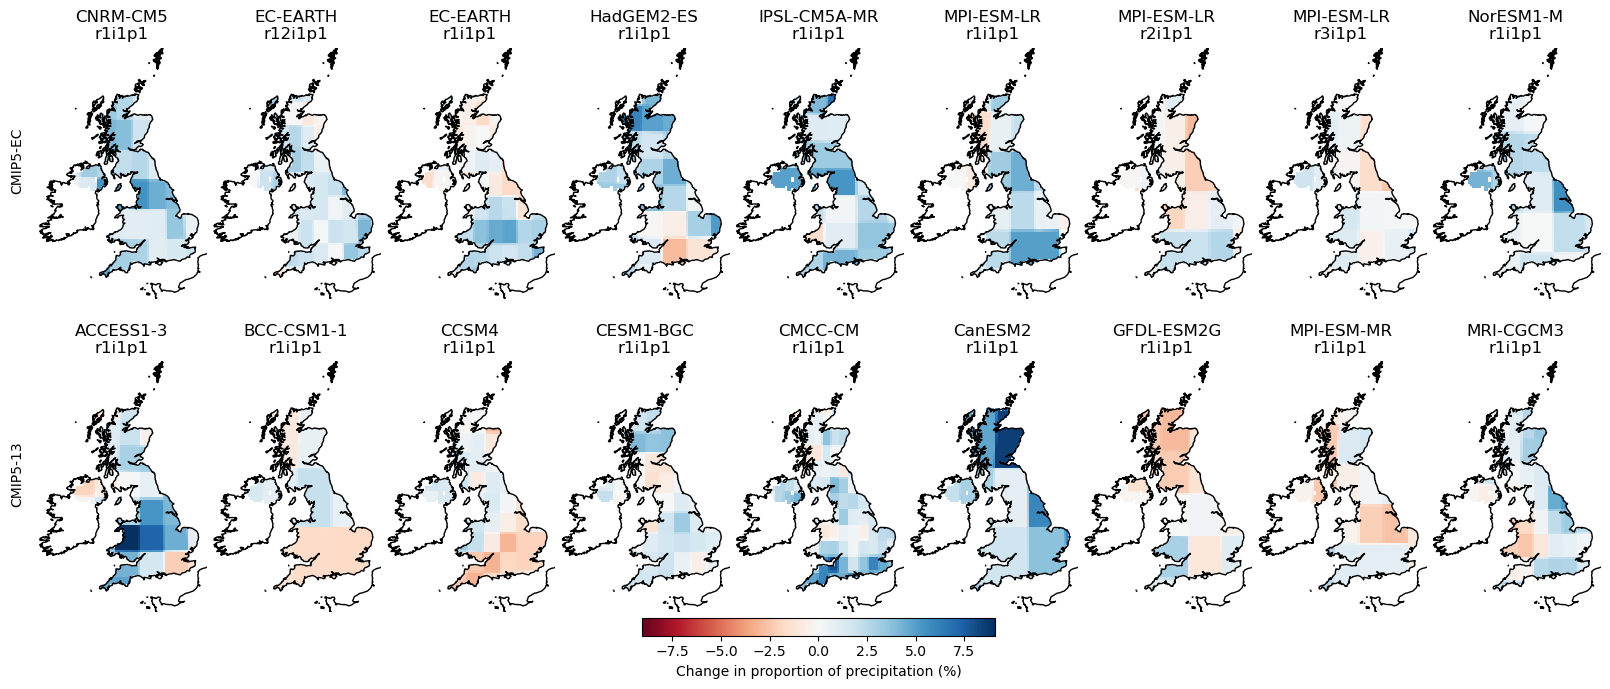 CNRM-CM5 EC-EARTH EC-EARTH HadGEM2-ES IPSL-CM5A-MR MPI-ESM-LR MPI-ESM-LR MPI-ESM-LR NorESM1-M
r1i1p1 r12i1p1 r1i1p1 r1i1p1 r1i1p1 r1i1p1 r2i1p1 r3i1p1 r1i1p1
CMIP5-EC
ACCESS1-3 BCC-CSM1-1 CCSM4 CESM1-BGC CMCC-CM CanESM2 GFDL-ESM2G MPI-ESM-MR MRI-CGCM3
r1i1p1 r1i1p1 r1i1p1 r1i1p1 r1i1p1 r1i1p1 r1i1p1 r1i1p1 r1i1p1
CMIP5-13
−7.5 −5.0 −2.5 0.0 2.5 5.0 7.5
Change in proportion of precipitation (%)